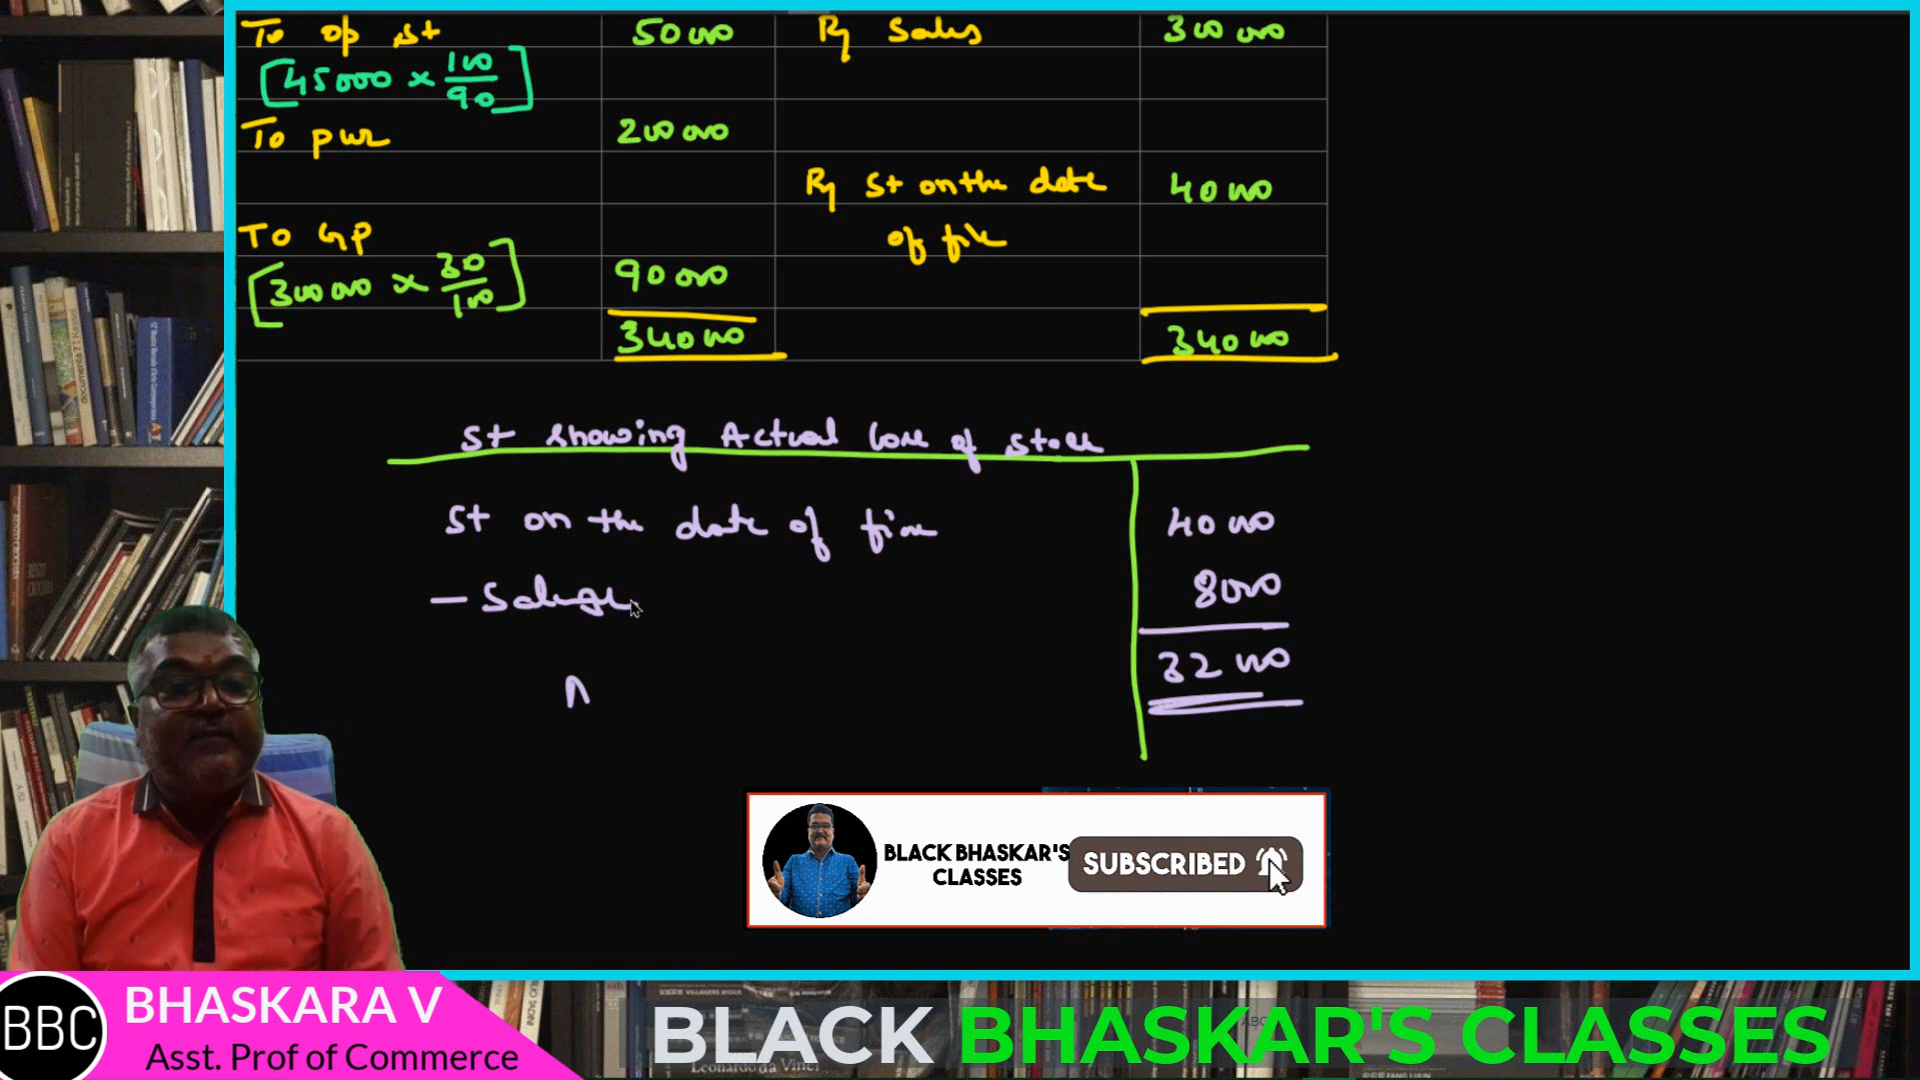 To op st 50000 By Sales 300000
[45000 × 100/90]
To pur 200000
By St on the date 40000
of fire
To GP
[300000 × 30/100] 90000
340000 340000
St showing Actual loss of stock
St on the date of fire 40000
– Salvage 8000
32000
A
BLACK BHASKAR'S
CLASSES
SUBSCRIBED
BBC
BHASKARA V
Asst. Prof of Commerce
BLACK BHASKAR'S CLASSES